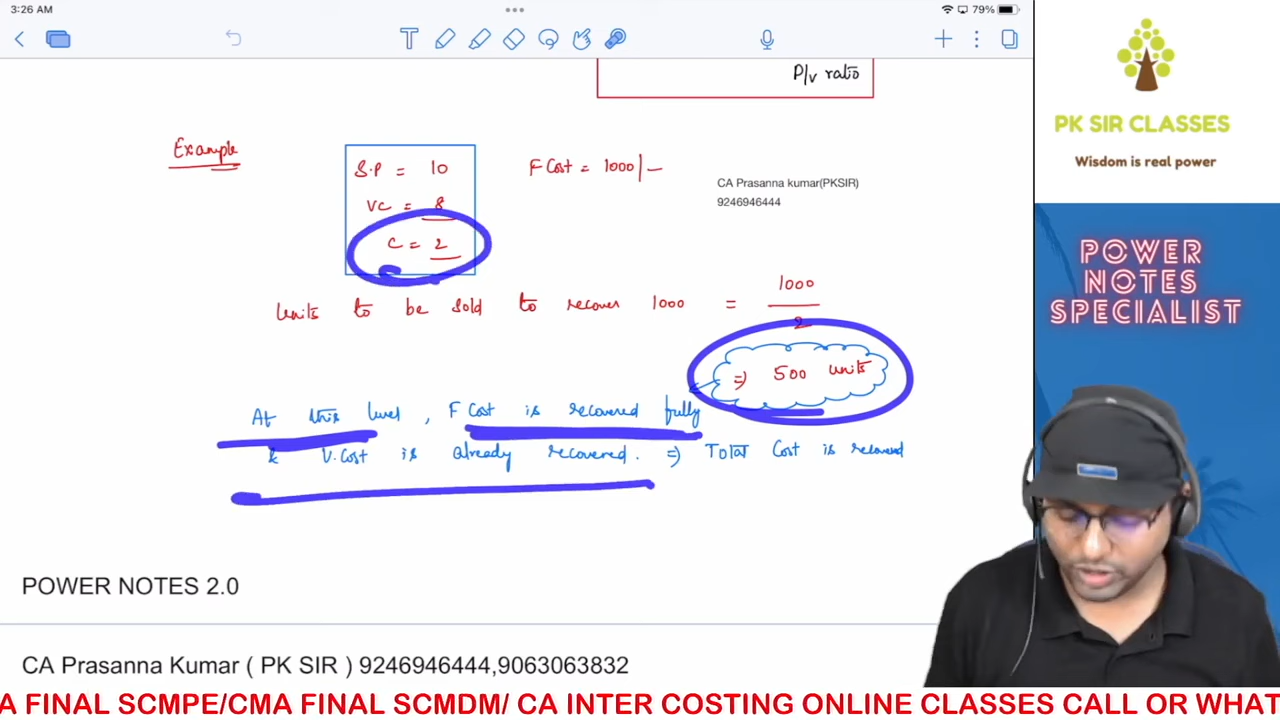 3:26 AM
79%
P/v ratio
PK SIR CLASSES
Wisdom is real power
Example
S.P = 10
F Cost = 1000/-
VC = 8
C = 2
CA Prasanna kumar(PKSIR)
9246946444
POWER
NOTES
SPECIALIST
units to be sold to recover 1000 = 1000
2
=) 500 units
At this level, F Cost is recovered fully
& V.Cost is already recovered. =) Total Cost is recovered
POWER NOTES 2.0
CA Prasanna Kumar ( PK SIR ) 9246946444,9063063832
A FINAL SCMPE/CMA FINAL SCMDM/ CA INTER COSTING ONLINE CLASSES CALL OR WHAT